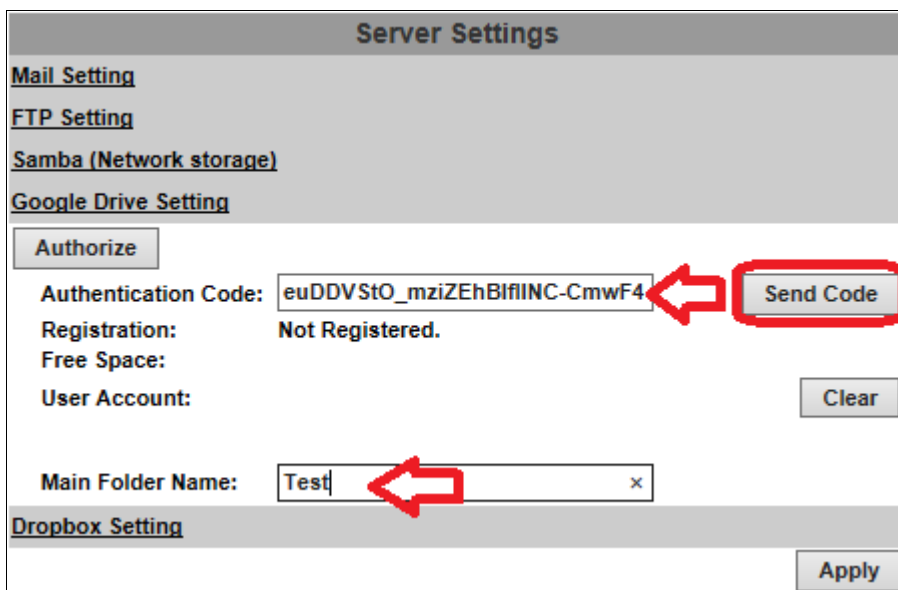 Server Settings
Mail Setting
FTP Setting
Samba (Network storage)
Google Drive Setting
Authorize
Authentication Code: euDDVStO_mziZEhBIflINC-CmwF4 Send Code
Registration: Not Registered.
Free Space:
User Account: Clear
Main Folder Name: Test ×
Dropbox Setting
Apply